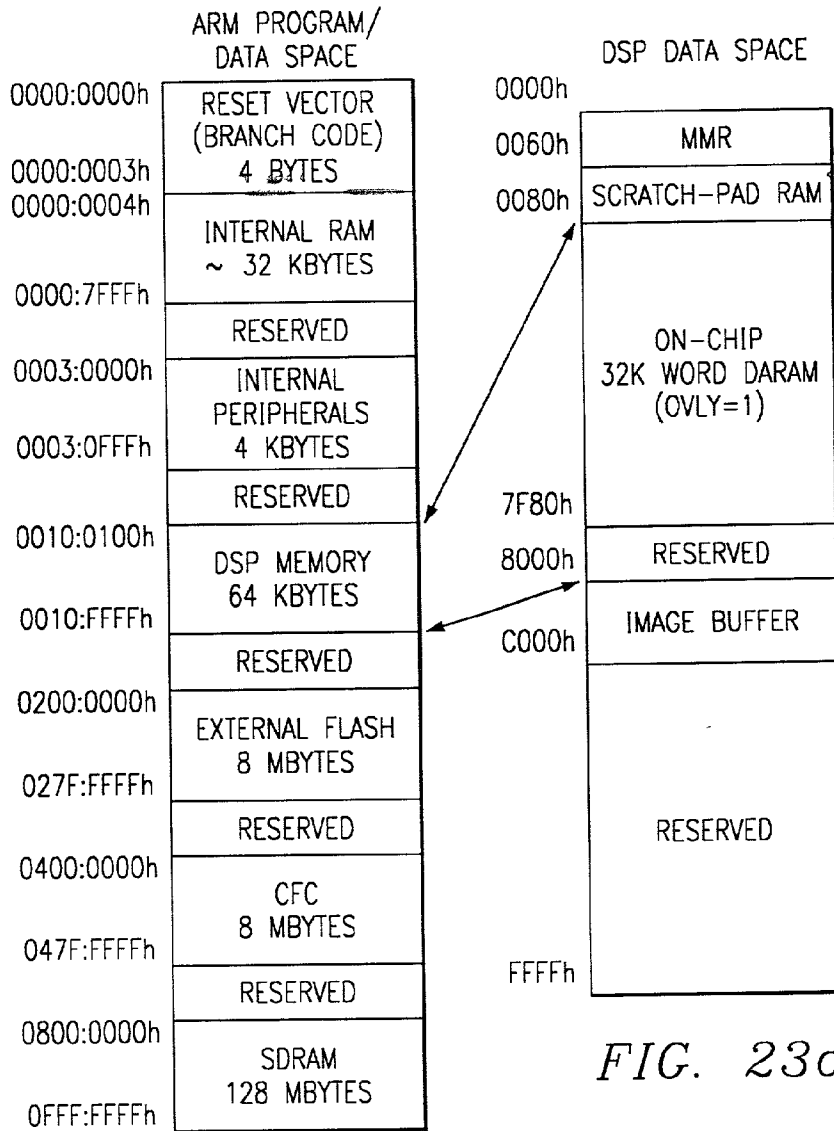 ARM PROGRAM/
DATA SPACE
0000:0000h
RESET VECTOR
(BRANCH CODE)
0000:0003h
4 BYTES
0000:0004h
INTERNAL RAM
~ 32 KBYTES
0000:7FFFh
RESERVED
0003:0000h
INTERNAL
PERIPHERALS
0003:0FFFh
4 KBYTES
RESERVED
0010:0100h
DSP MEMORY
64 KBYTES
0010:FFFFh
RESERVED
0200:0000h
EXTERNAL FLASH
8 MBYTES
027F:FFFFh
RESERVED
0400:0000h
CFC
8 MBYTES
047F:FFFFh
RESERVED
0800:0000h
SDRAM
128 MBYTES
0FFF:FFFFh
DSP DATA SPACE
0000h
0060h
MMR
0080h
SCRATCH-PAD RAM
ON-CHIP
32K WORD DARAM
(OVLY=1)
7F80h
8000h
RESERVED
IMAGE BUFFER
C000h
RESERVED
FFFFh
FIG. 23c